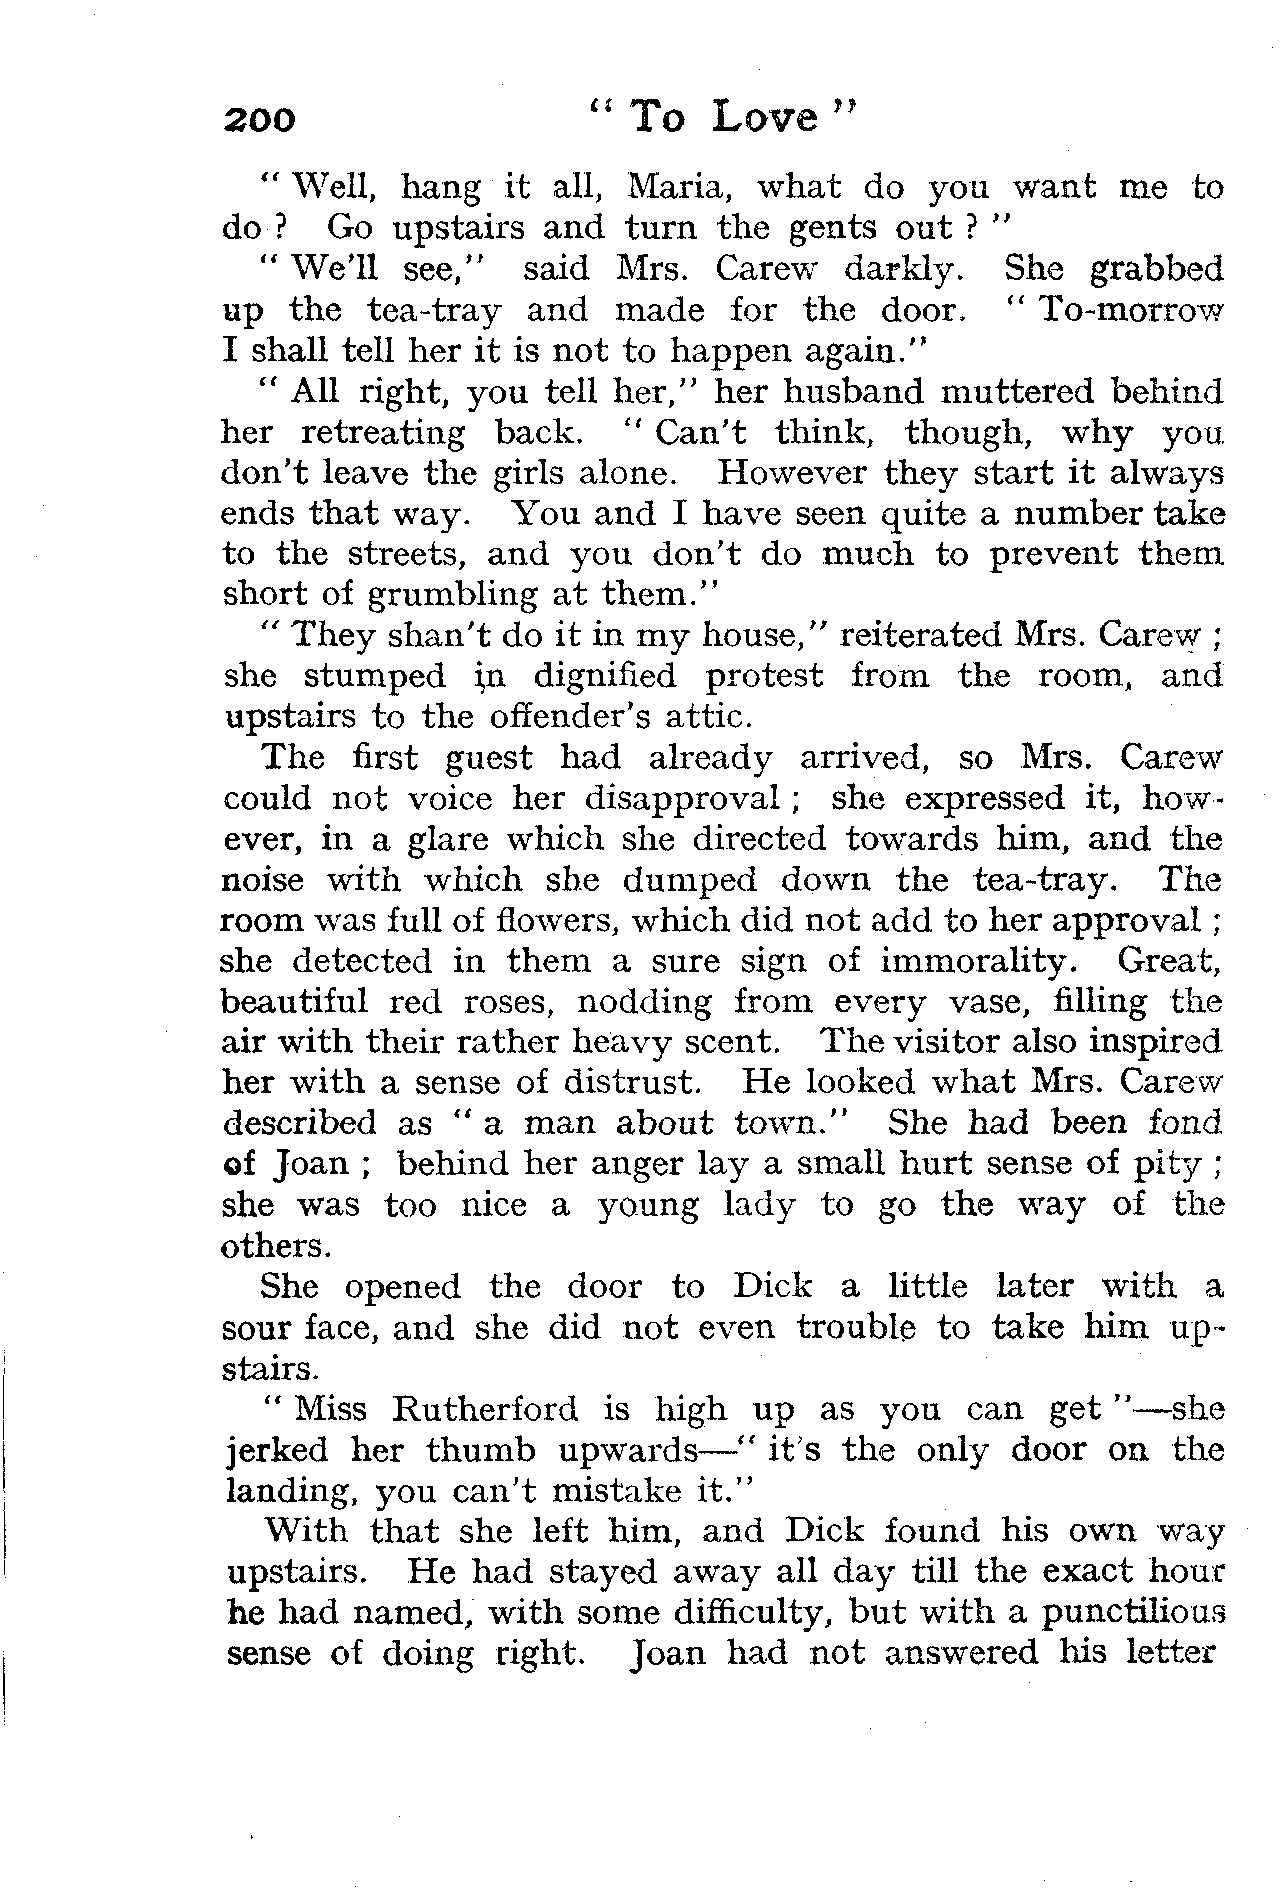 200 " To Love "
" Well, hang it all, Maria, what do you want me to
do ? Go upstairs and turn the gents out ? "
" We'll see," said Mrs. Carew darkly. She grabbed
up the tea-tray and made for the door. " To-morrow
I shall tell her it is not to happen again."
" All right, you tell her," her husband muttered behind
her retreating back. " Can't think, though, why you
don't leave the girls alone. However they start it always
ends that way. You and I have seen quite a number take
to the streets, and you don't do much to prevent them
short of grumbling at them."
" They shan't do it in my house," reiterated Mrs. Carew ;
she stumped in dignified protest from the room, and
upstairs to the offender's attic.
The first guest had already arrived, so Mrs. Carew
could not voice her disapproval ; she expressed it, how-
ever, in a glare which she directed towards him, and the
noise with which she dumped down the tea-tray. The
room was full of flowers, which did not add to her approval ;
she detected in them a sure sign of immorality. Great,
beautiful red roses, nodding from every vase, filling the
air with their rather heavy scent. The visitor also inspired
her with a sense of distrust. He looked what Mrs. Carew
described as " a man about town." She had been fond
of Joan ; behind her anger lay a small hurt sense of pity ;
she was too nice a young lady to go the way of the
others.
She opened the door to Dick a little later with a
sour face, and she did not even trouble to take him up-
stairs.
" Miss Rutherford is high up as you can get "—she
jerked her thumb upwards—" it's the only door on the
landing, you can't mistake it."
With that she left him, and Dick found his own way
upstairs. He had stayed away all day till the exact hour
he had named, with some difficulty, but with a punctilious
sense of doing right. Joan had not answered his letter